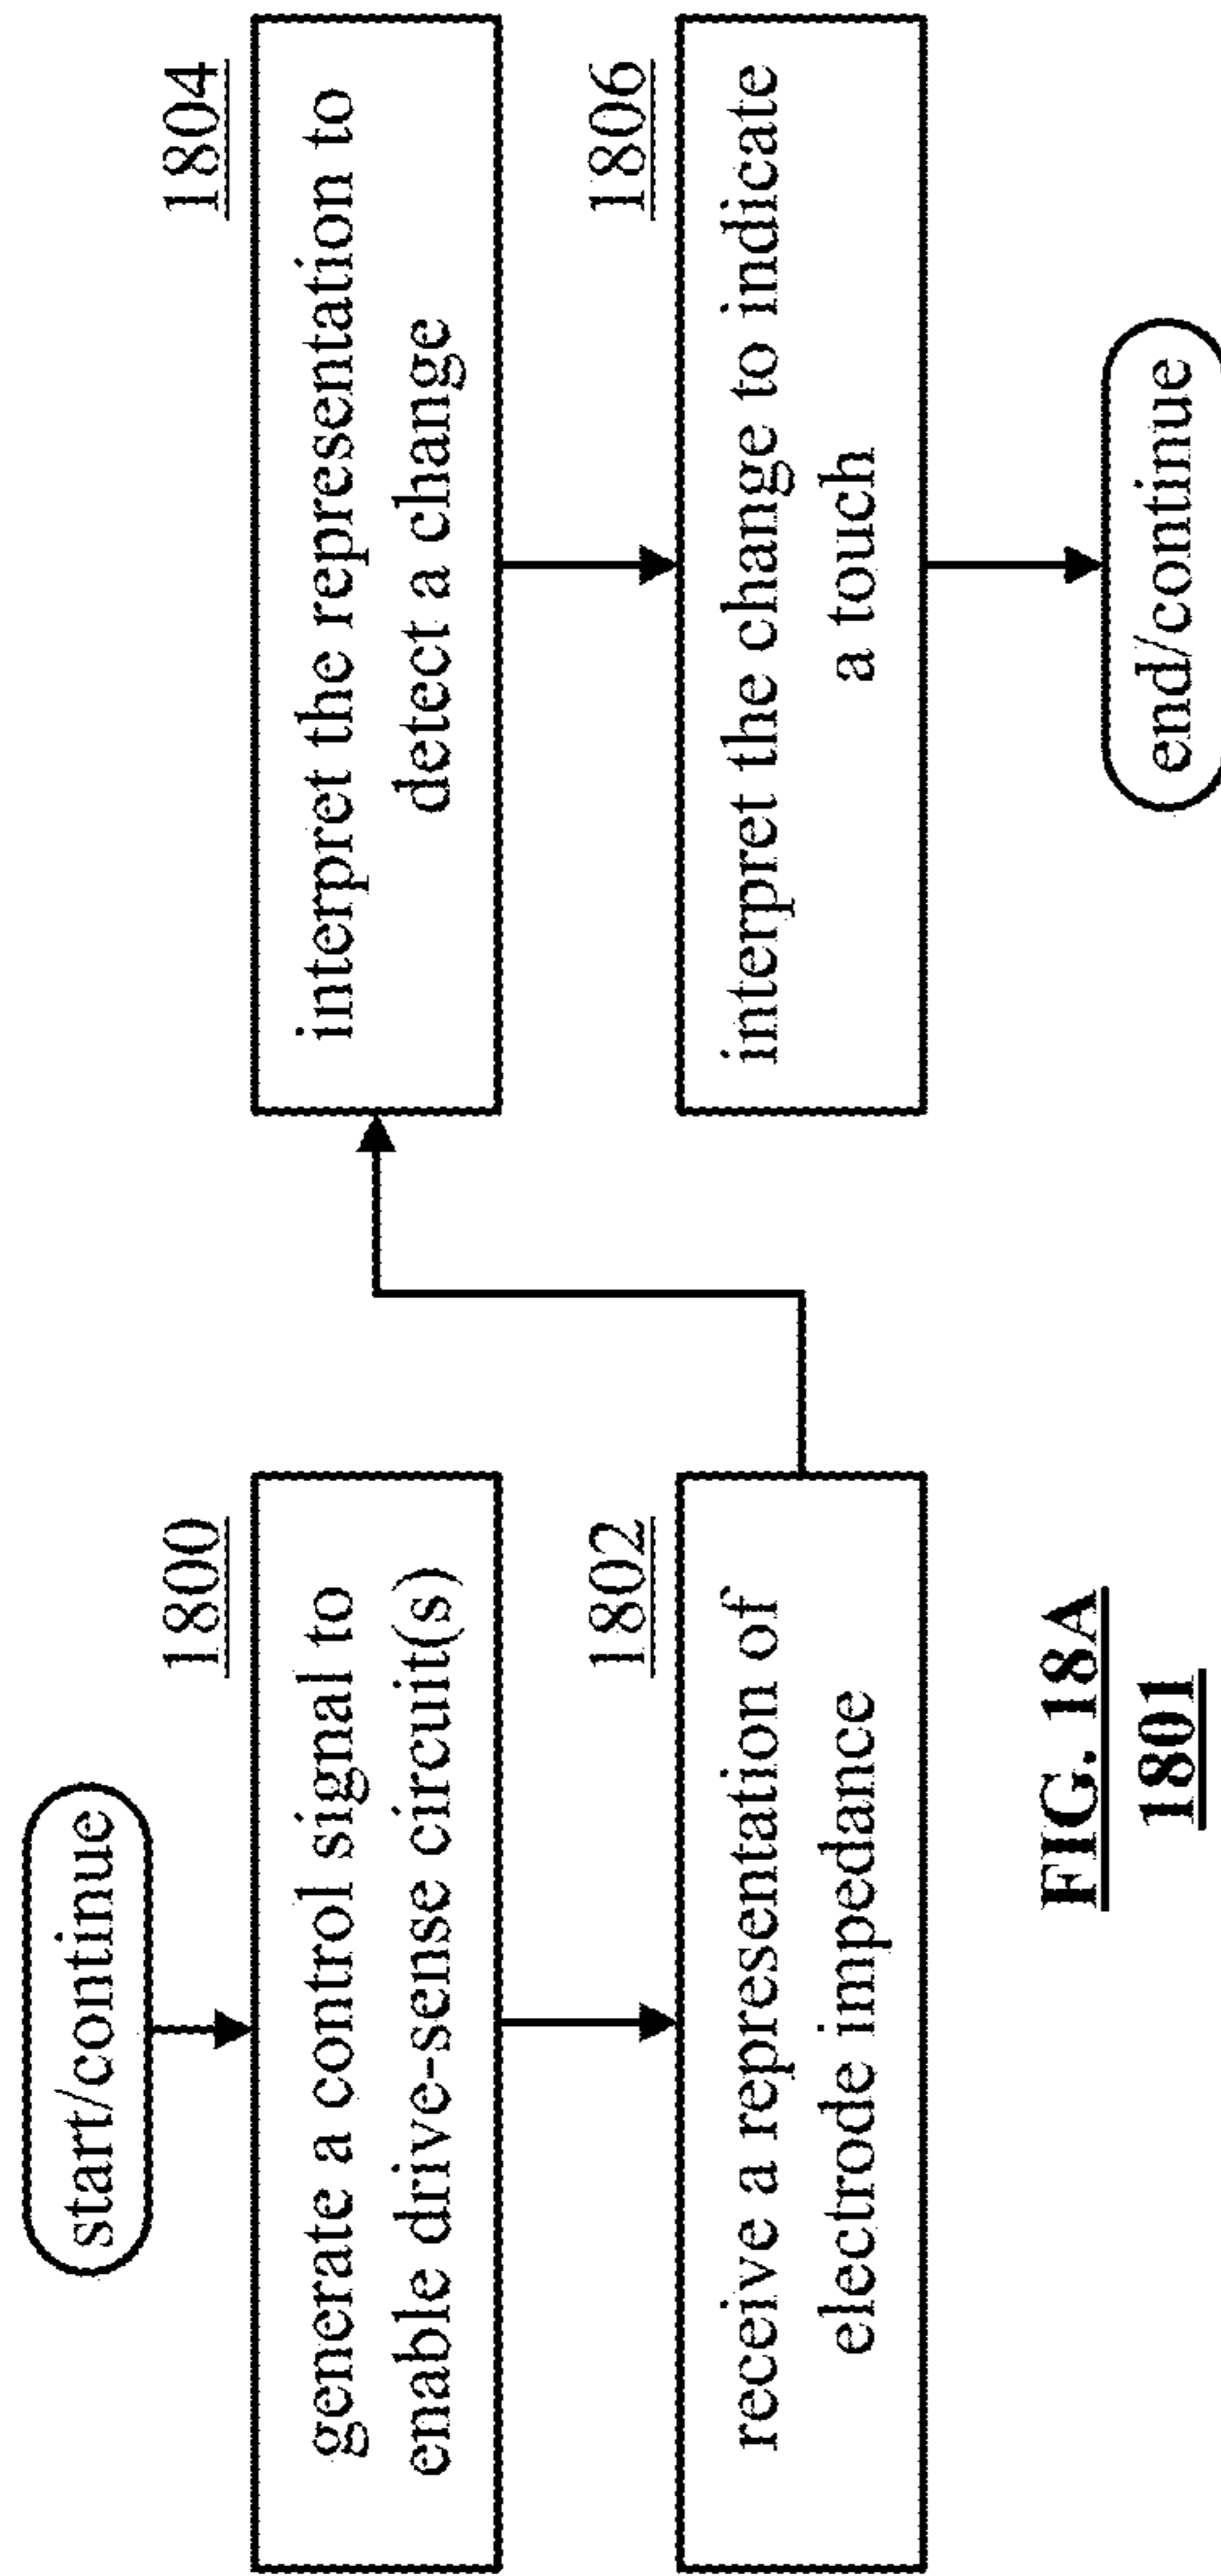 start/continue
1800
generate a control signal to
enable drive-sense circuit(s)
1802
receive a representation of
electrode impedance
1804
interpret the representation to
detect a change
1806
interpret the change to indicate
a touch
end/continue
FIG. 18A
1801